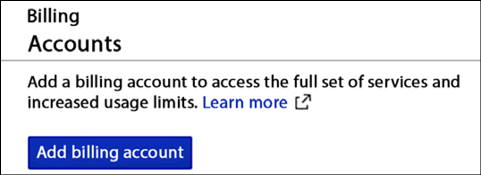 Billing
Accounts
Add a billing account to access the full set of services and
increased usage limits. Learn more
Add billing account